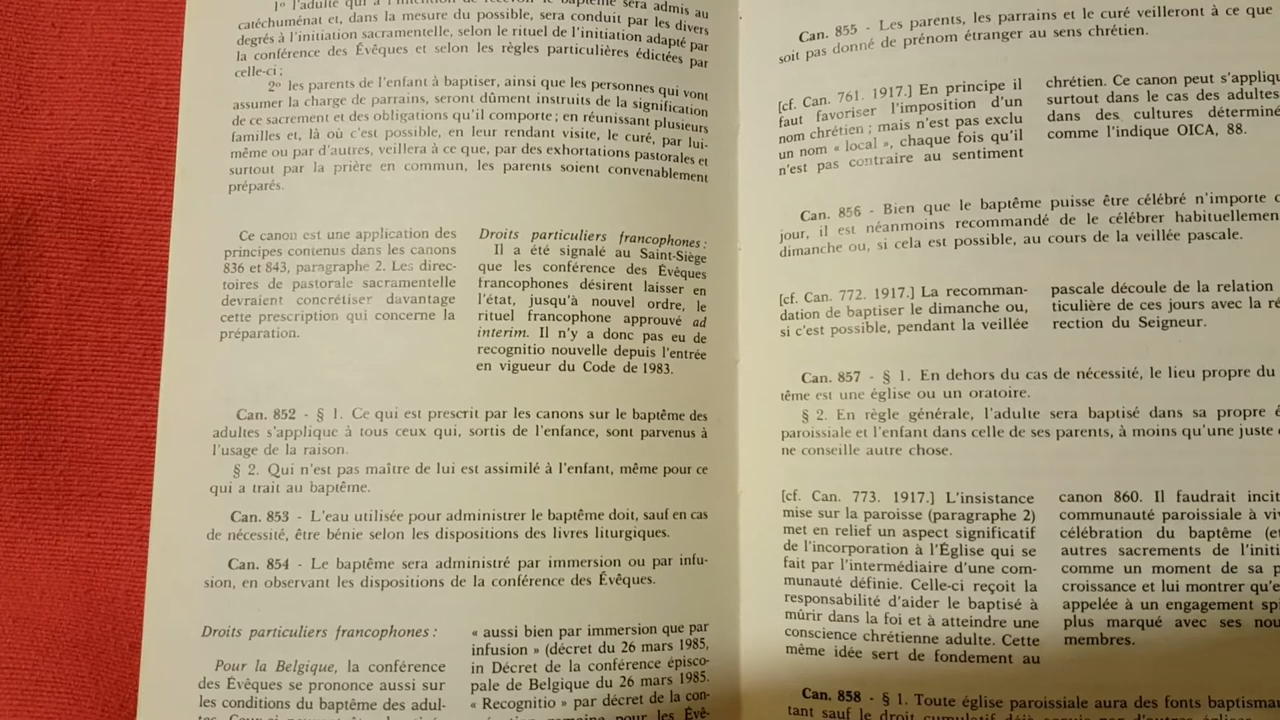 1º l'adulte qui a l'intention de recevoir le baptême sera admis au
catéchuménat et, dans la mesure du possible, sera conduit par les divers
degrés à l'initiation sacramentelle, selon le rituel de l'initiation adapté par
la conférence des Évêques et selon les règles particulières édictées par
celle-ci ;
2º les parents de l'enfant à baptiser, ainsi que les personnes qui vont
assumer la charge de parrains, seront dûment instruits de la signification
de ce sacrement et des obligations qu'il comporte ; en réunissant plusieurs
familles et, là où c'est possible, en leur rendant visite, le curé, par lui-
même ou par d'autres, veillera à ce que, par des exhortations pastorales et
surtout par la prière en commun, les parents soient convenablement
préparés.
Ce canon est une application des
principes contenus dans les canons
836 et 843, paragraphe 2. Les direc-
toires de pastorale sacramentelle
devraient concrétiser davantage
cette prescription qui concerne la
préparation.
Droits particuliers francophones :
Il a été signalé au Saint-Siège
que les conférence des Évêques
francophones désirent laisser en
l'état, jusqu'à nouvel ordre, le
rituel francophone approuvé ad
interim. Il n'y a donc pas eu de
recognitio nouvelle depuis l'entrée
en vigueur du Code de 1983.
Can. 852 - § 1. Ce qui est prescrit par les canons sur le baptême des
adultes s'applique à tous ceux qui, sortis de l'enfance, sont parvenus à
l'usage de la raison.
§ 2. Qui n'est pas maître de lui est assimilé à l'enfant, même pour ce
qui a trait au baptême.
Can. 853 - L'eau utilisée pour administrer le baptême doit, sauf en cas
de nécessité, être bénie selon les dispositions des livres liturgiques.
Can. 854 - Le baptême sera administré par immersion ou par infu-
sion, en observant les dispositions de la conférence des Évêques.
Droits particuliers francophones :
Pour la Belgique, la conférence
des Évêques se prononce aussi sur
les conditions du baptême des adul-
« aussi bien par immersion que par
infusion » (décret du 26 mars 1985,
in Décret de la conférence épisco-
pale de Belgique du 26 mars 1985.
« Recognitio » par décret de la con-
pour les Évê-
Can. 855 - Les parents, les parrains et le curé veilleront à ce que
soit pas donné de prénom étranger au sens chrétien.
[cf. Can. 761. 1917.] En principe il
faut favoriser l'imposition d'un
nom chrétien ; mais n'est pas exclu
un nom « local », chaque fois qu'il
n'est pas contraire au sentiment
chrétien. Ce canon peut s'appliqu
surtout dans le cas des adultes
dans des cultures déterminé
comme l'indique OICA, 88.
Can. 856 - Bien que le baptême puisse être célébré n'importe
jour, il est néanmoins recommandé de le célébrer habituellemen
dimanche ou, si cela est possible, au cours de la veillée pascale.
[cf. Can. 772. 1917.] La recomman-
dation de baptiser le dimanche ou,
si c'est possible, pendant la veillée
pascale découle de la relation
ticulière de ces jours avec la ré
rection du Seigneur.
Can. 857 - § 1. En dehors du cas de nécessité, le lieu propre du
tême est une église ou un oratoire.
§ 2. En règle générale, l'adulte sera baptisé dans sa propre é
paroissiale et l'enfant dans celle de ses parents, à moins qu'une juste
ne conseille autre chose.
[cf. Can. 773. 1917.] L'insistance
mise sur la paroisse (paragraphe 2)
met en relief un aspect significatif
de l'incorporation à l'Église qui se
fait par l'intermédiaire d'une com-
munauté définie. Celle-ci reçoit la
responsabilité d'aider le baptisé à
mûrir dans la foi et à atteindre une
conscience chrétienne adulte. Cette
même idée sert de fondement au
canon 860. Il faudrait incit
communauté paroissiale à viv
célébration du baptême (et
autres sacrements de l'initi
comme un moment de sa p
croissance et lui montrer qu'e
appelée à un engagement spi
plus marqué avec ses nou
membres.
Can. 858 - § 1. Toute église paroissiale aura des fonts baptismau
tant sauf le droit cumulatif déjà